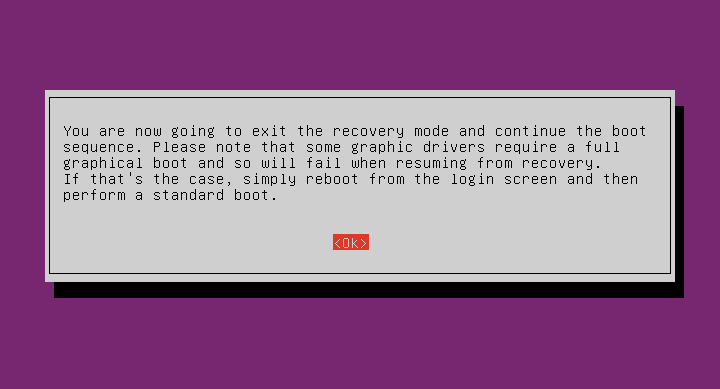 You are now going to exit the recovery mode and continue the boot
sequence. Please note that some graphic drivers require a full
graphical boot and so will fail when resuming from recovery.
If that's the case, simply reboot from the login screen and then
perform a standard boot.
<Ok>